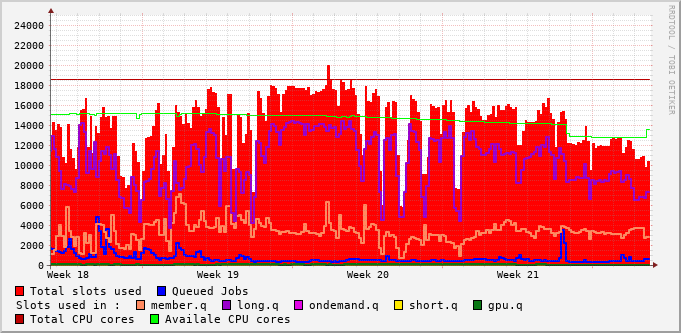 RRDTOOL / TOBI OETIKER
24000
22000
20000
18000
16000
14000
12000
10000
8000
6000
4000
2000
0
Week 18 Week 19 Week 20 Week 21
Total slots used Queued Jobs
Slots used in : member.q long.q ondemand.q short.q gpu.q
Total CPU cores Availale CPU cores